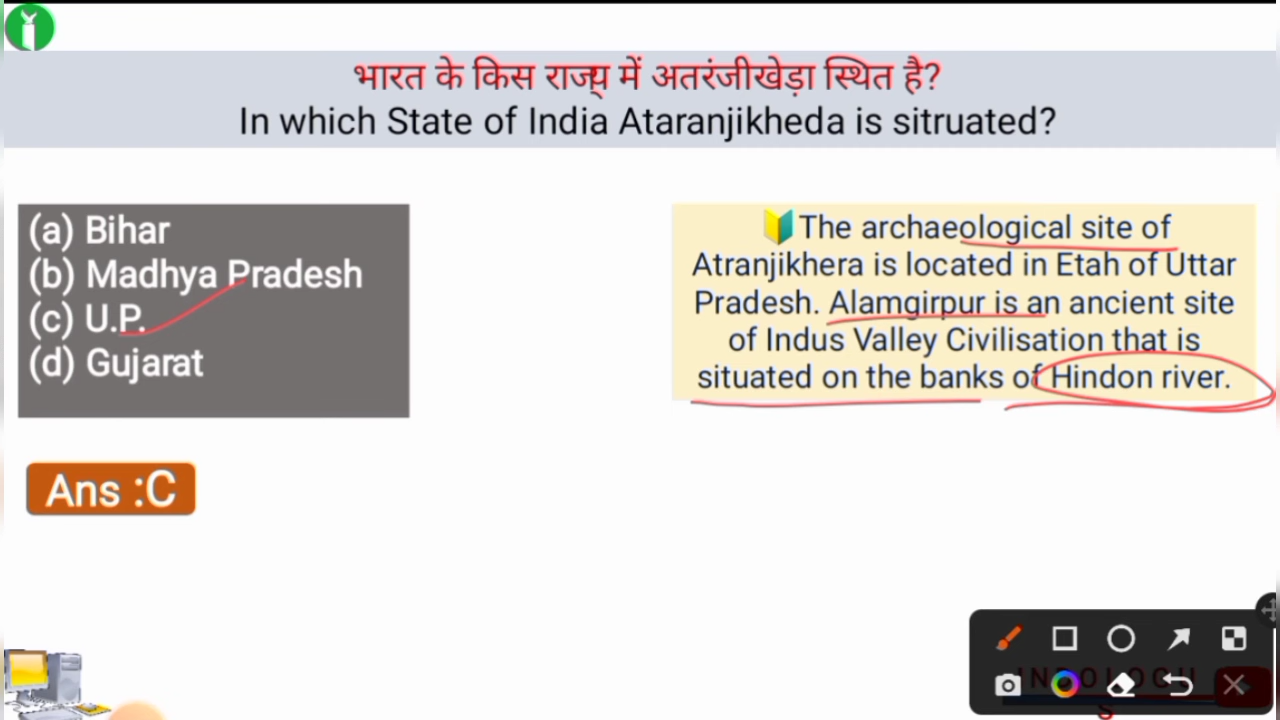 भारत के किस राज्य् में अतरंजीखेड़ा स्थित है?
In which State of India Ataranjikheda is sitruated?
(a) Bihar
(b) Madhya Pradesh
(c) U.P.
(d) Gujarat
The archaeological site of
Atranjikhera is located in Etah of Uttar
Pradesh. Alamgirpur is an ancient site
of Indus Valley Civilisation that is
situated on the banks of Hindon river.
Ans :C
INDOLOGU
S